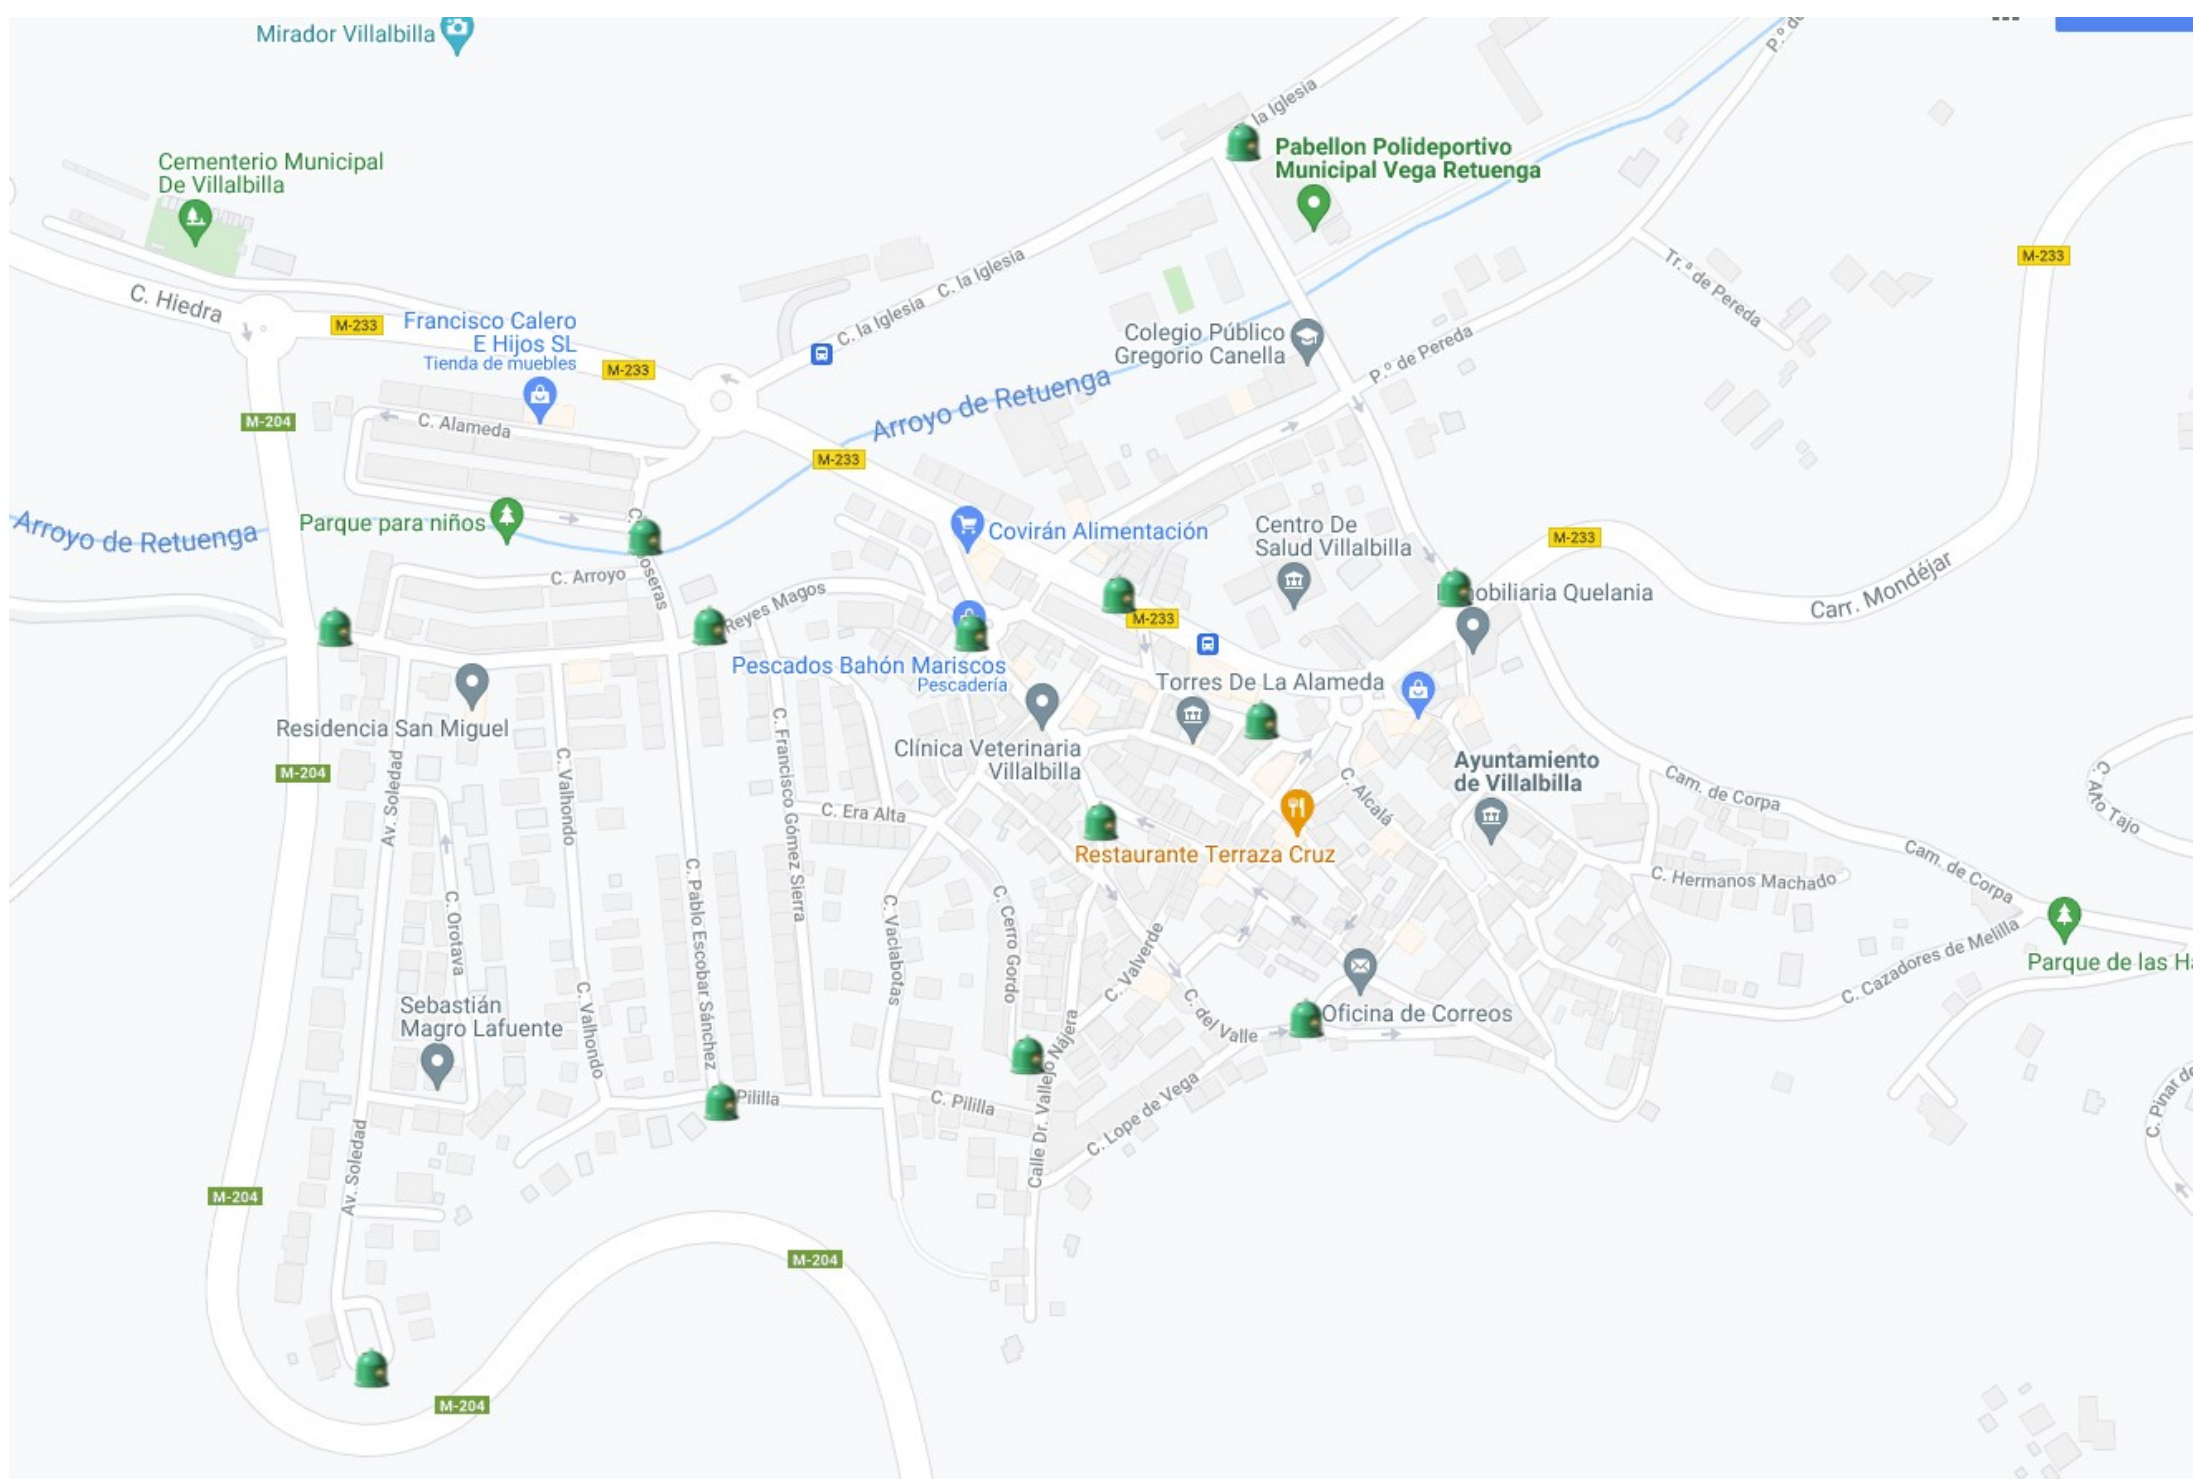 Mirador Villalbilla
P.º de
la Iglesia
Pabellon Polideportivo
Municipal Vega Retuenga
Cementerio Municipal
De Villalbilla
M-233
Tr.ª de Pereda
C. la Iglesia
C. la Iglesia
C. Hiedra
M-233
Francisco Calero
E Hijos SL
Tienda de muebles
M-233
Colegio Público
Gregorio Canella
P.º de Pereda
Arroyo de Retuenga
M-204
C. Alameda
M-233
Arroyo de Retuenga
Parque para niños
C.
Covirán Alimentación
Centro De
Salud Villalbilla
M-233
Carr. Mondéjar
C. Arroyo
oseras
Reyes Magos
M-233
mobiliaria Quelania
Pescados Bahón Mariscos
Pescadería
Torres De La Alameda
Residencia San Miguel
Clínica Veterinaria
Villalbilla
Ayuntamiento
de Villalbilla
M-204
Av. Soledad
C. Valhondo
C. Francisco Gómez Sierra
C. Era Alta
C. Alcalá
Cam. de Corpa
C. Alto Tajo
Restaurante Terraza Cruz
C. Pablo Escobar Sánchez
C. Orotava
C. Vaciabotas
C. Cerro Gordo
C. Valverde
C. Hermanos Machado
Cam. de Corpa
C. Cazadores de Melilla
Parque de las Ha
Sebastián
Magro Lafuente
C. Valhondo
C. del Valle
Oficina de Correos
Pililla
C. Pililla
Calle Dr. Vallejo Nájera
C. Lope de Vega
C. Pinar de
Av. Soledad
M-204
M-204
M-204